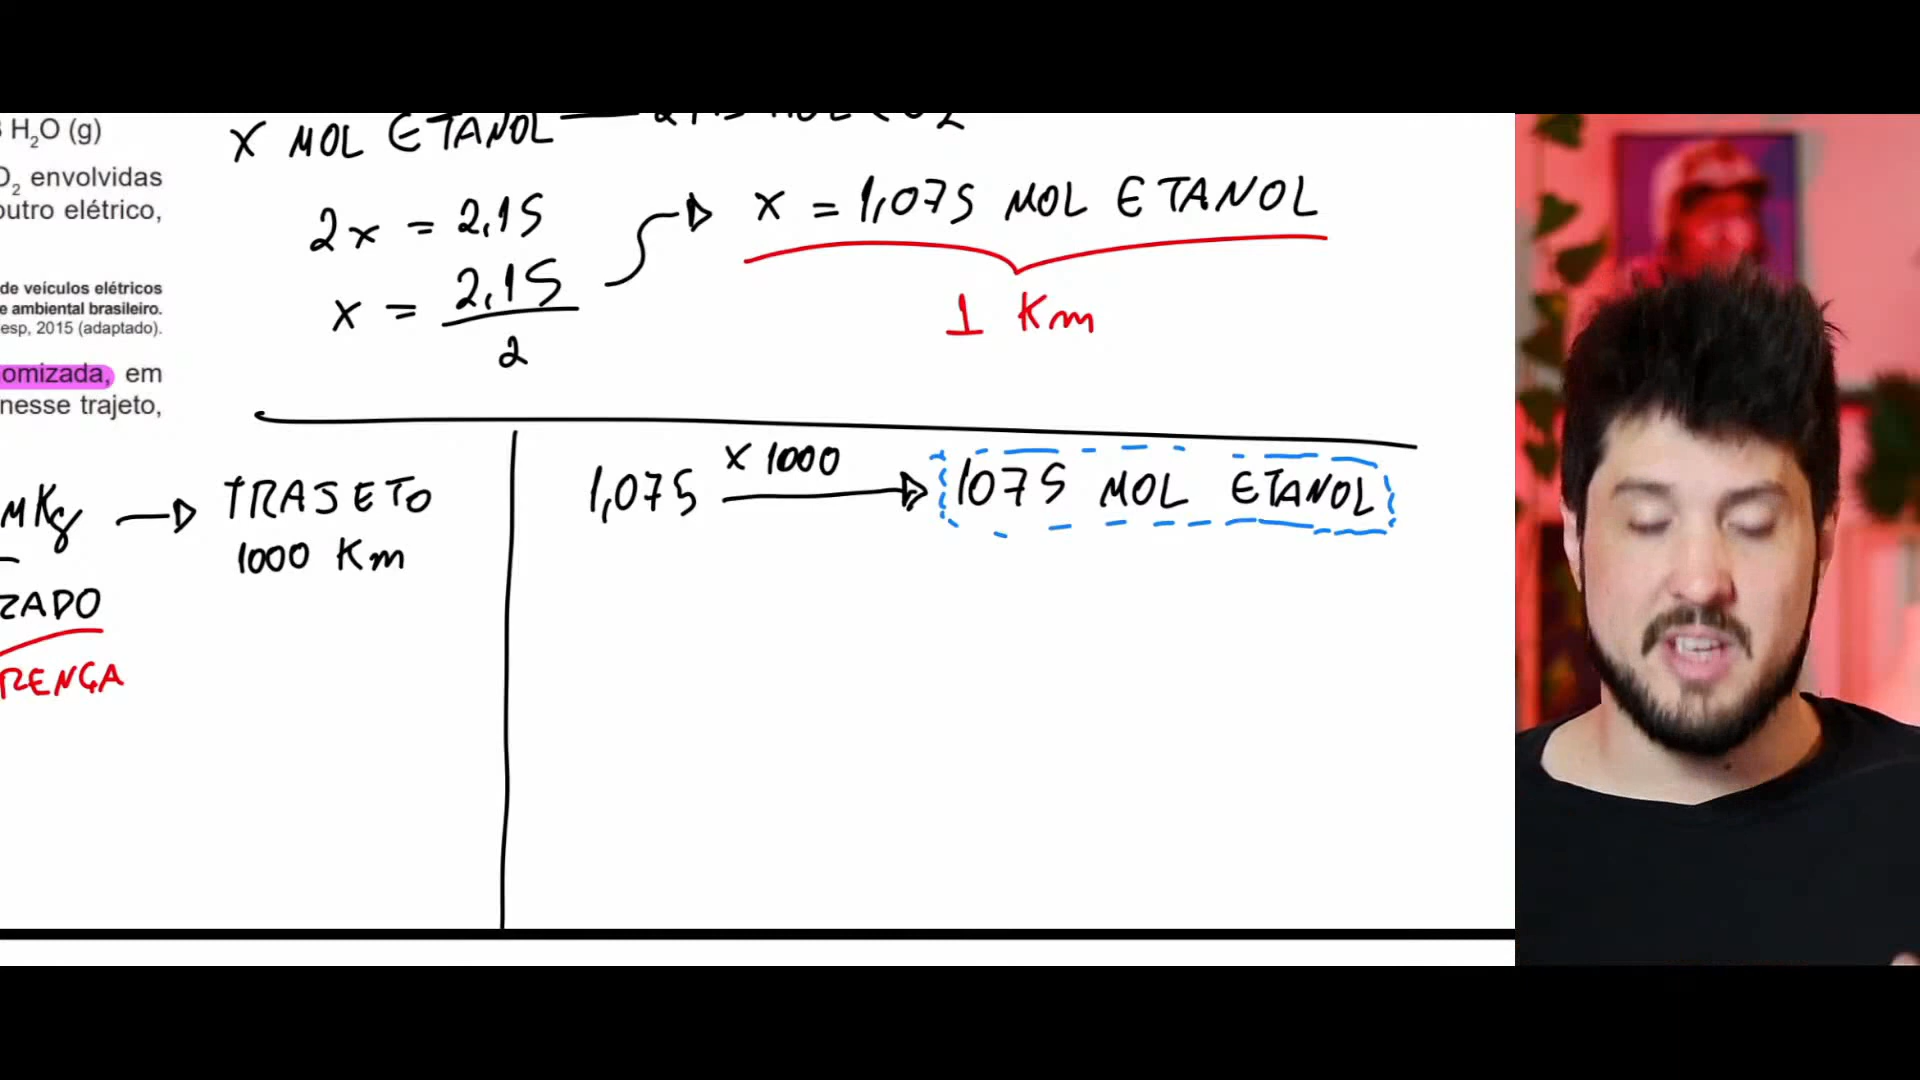 H₂O (g)
O₂ envolvidas
outro elétrico,
de veículos elétricos
e ambiental brasileiro.
esp, 2015 (adaptado).
omizada, em
nesse trajeto,
X MOL ETANOL
2x = 2,15
x = 2,15
2
x = 1,075 MOL ETANOL
1 Km
TRAJETO
1000 Km
ZADO
RENÇA
1,075 x 1000 1075 MOL ETANOL